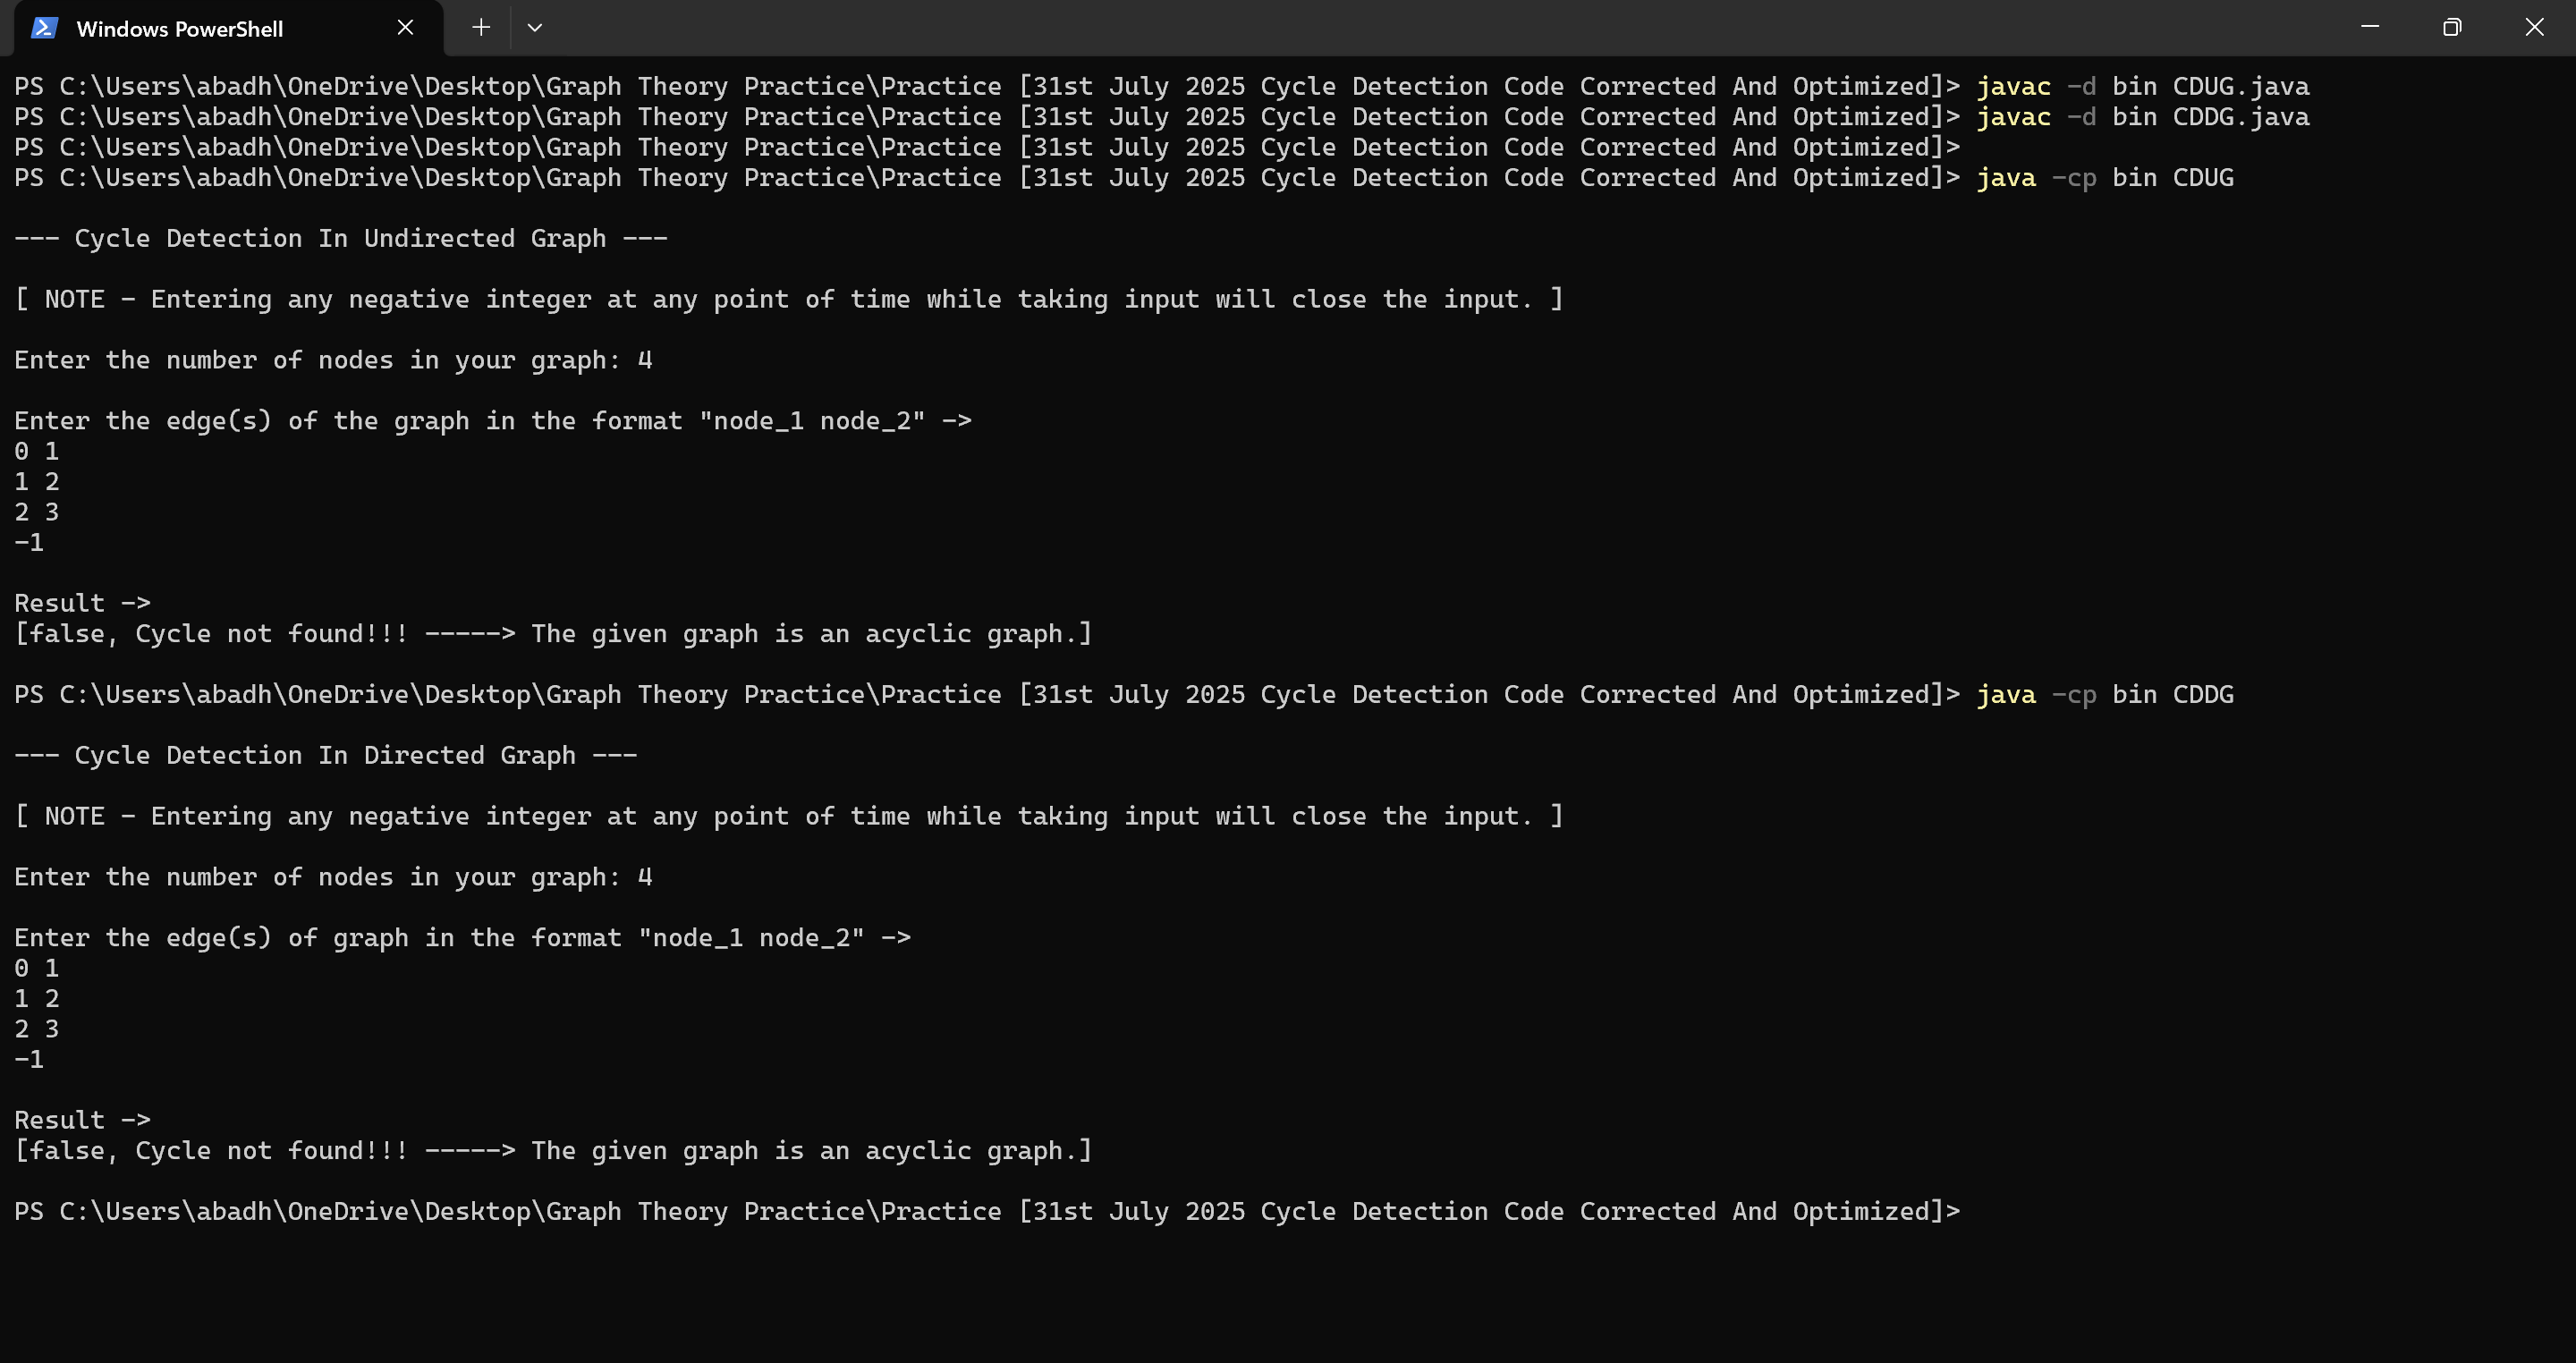 Windows PowerShell
PS C:\Users\abadh\OneDrive\Desktop\Graph Theory Practice\Practice [31st July 2025 Cycle Detection Code Corrected And Optimized]> javac -d bin CDUG.java
PS C:\Users\abadh\OneDrive\Desktop\Graph Theory Practice\Practice [31st July 2025 Cycle Detection Code Corrected And Optimized]> javac -d bin CDDG.java
PS C:\Users\abadh\OneDrive\Desktop\Graph Theory Practice\Practice [31st July 2025 Cycle Detection Code Corrected And Optimized]>
PS C:\Users\abadh\OneDrive\Desktop\Graph Theory Practice\Practice [31st July 2025 Cycle Detection Code Corrected And Optimized]> java -cp bin CDUG
--- Cycle Detection In Undirected Graph ---
[ NOTE - Entering any negative integer at any point of time while taking input will close the input. ]
Enter the number of nodes in your graph: 4
Enter the edge(s) of the graph in the format "node_1 node_2" ->
0 1
1 2
2 3
-1
Result ->
[false, Cycle not found!!! -----> The given graph is an acyclic graph.]
PS C:\Users\abadh\OneDrive\Desktop\Graph Theory Practice\Practice [31st July 2025 Cycle Detection Code Corrected And Optimized]> java -cp bin CDDG
--- Cycle Detection In Directed Graph ---
[ NOTE - Entering any negative integer at any point of time while taking input will close the input. ]
Enter the number of nodes in your graph: 4
Enter the edge(s) of graph in the format "node_1 node_2" ->
0 1
1 2
2 3
-1
Result ->
[false, Cycle not found!!! -----> The given graph is an acyclic graph.]
PS C:\Users\abadh\OneDrive\Desktop\Graph Theory Practice\Practice [31st July 2025 Cycle Detection Code Corrected And Optimized]>